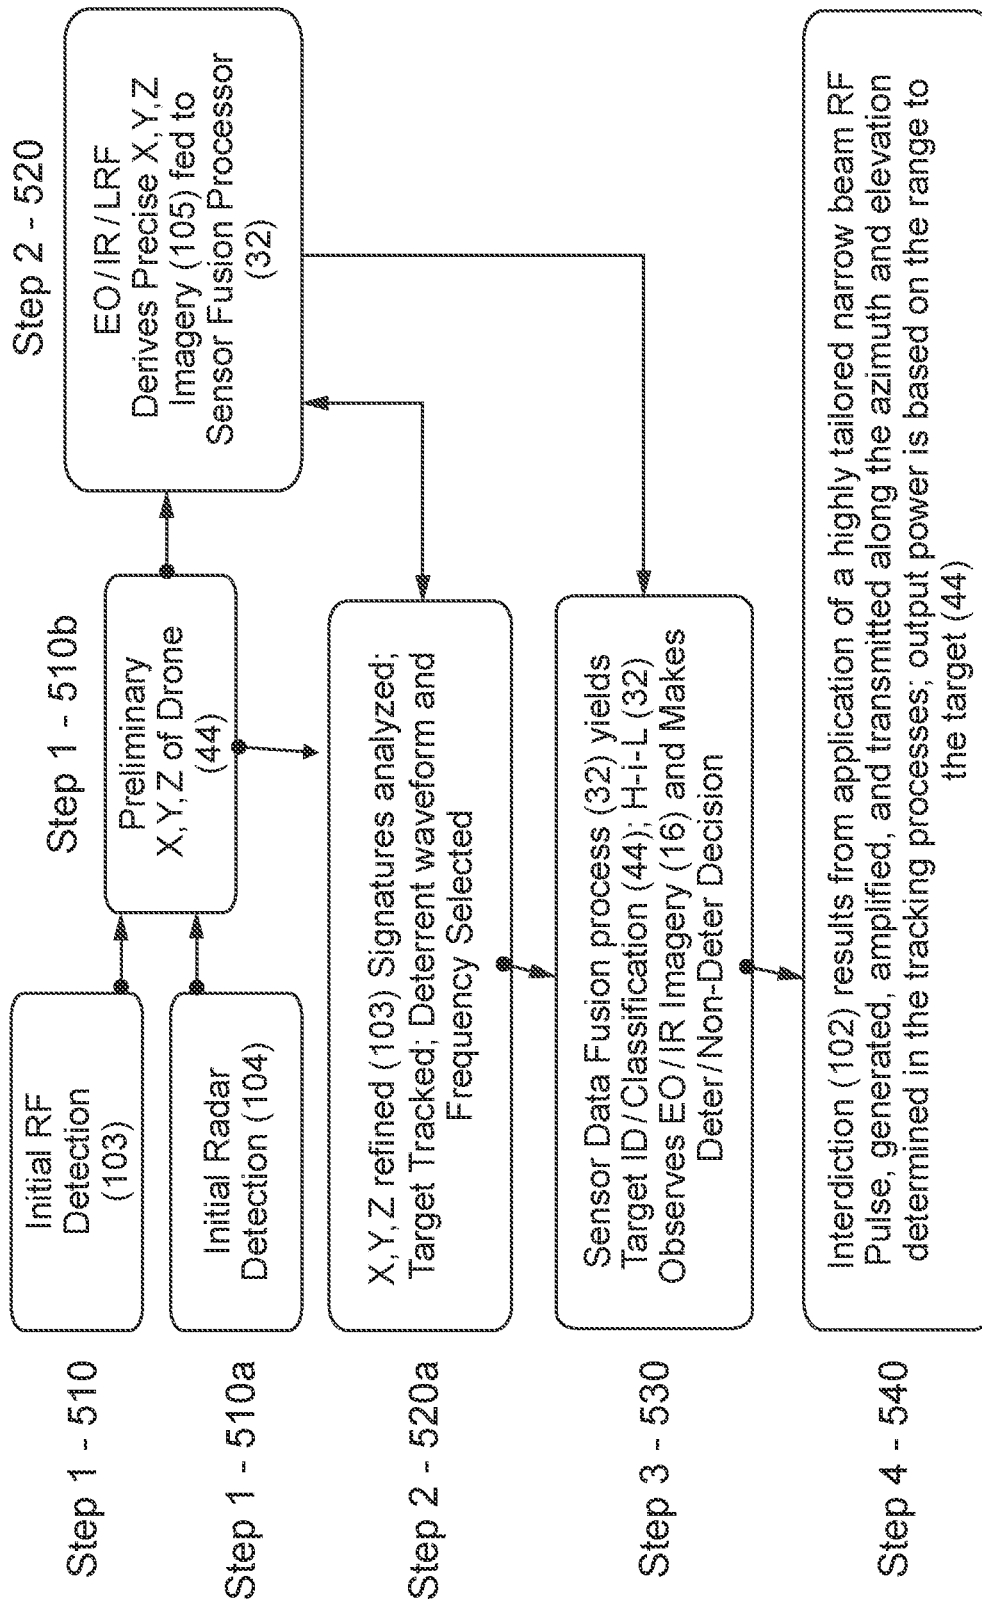 Step 1 - 510
Initial RF
Detection
(103)
Step 1 - 510a
Initial Radar
Detection (104)
Step 1 - 510b
Preliminary
X,Y,Z of Drone
(44)
Step 2 - 520
EO/IR/LRF
Derives Precise X,Y,Z
Imagery (105) fed to
Sensor Fusion Processor
(32)
Step 2 - 520a
X,Y,Z refined (103) Signatures analyzed;
Target Tracked; Deterrent waveform and
Frequency Selected
Step 3 - 530
Sensor Data Fusion process (32) yields
Target ID/Classification (44); H-i-L (32)
Observes EO/IR Imagery (16) and Makes
Deter/Non-Deter Decision
Step 4 - 540
Interdiction (102) results from application of a highly tailored narrow beam RF
Pulse, generated, amplified, and transmitted along the azimuth and elevation
determined in the tracking processes; output power is based on the range to
the target (44)